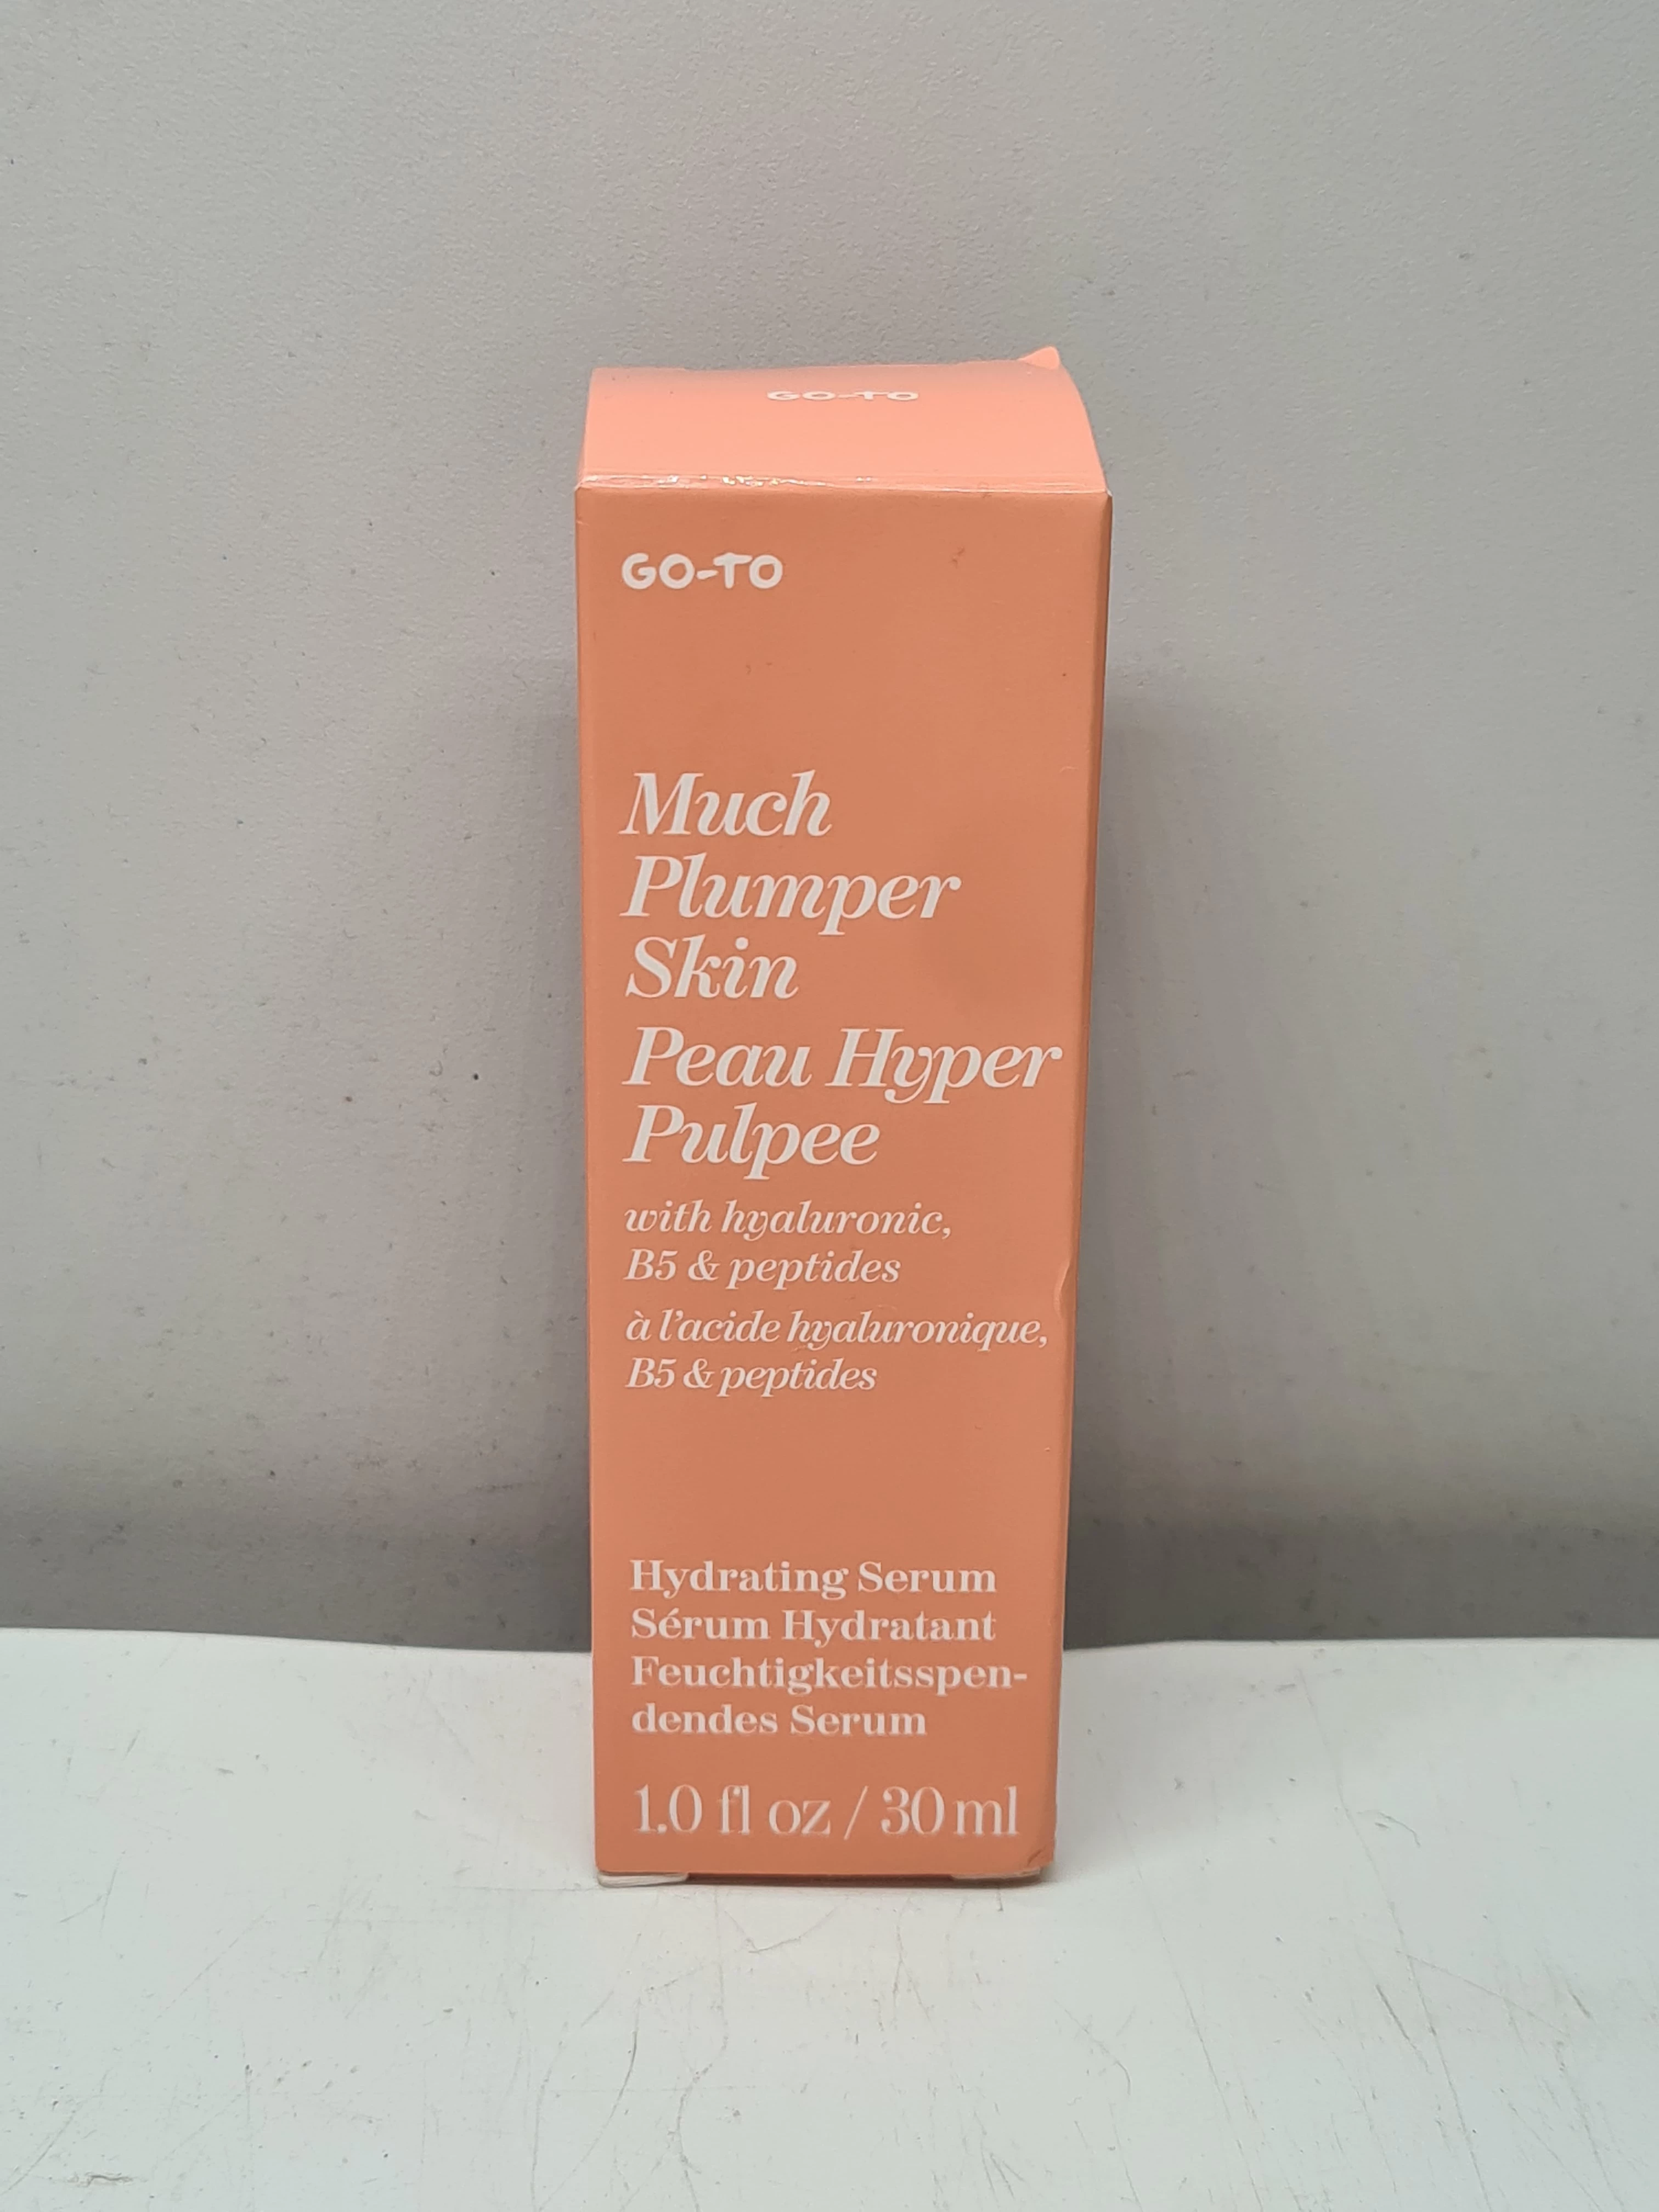 GO-TO
GO-TO
Much
Plumper
Skin
Peau Hyper
Pulpee
with hyaluronic,
B5 & peptides
à l'acide hyaluronique,
B5 & peptides
Hydrating Serum
Sérum Hydratant
Feuchtigkeitsspen-
dendes Serum
1.0 fl oz / 30 ml